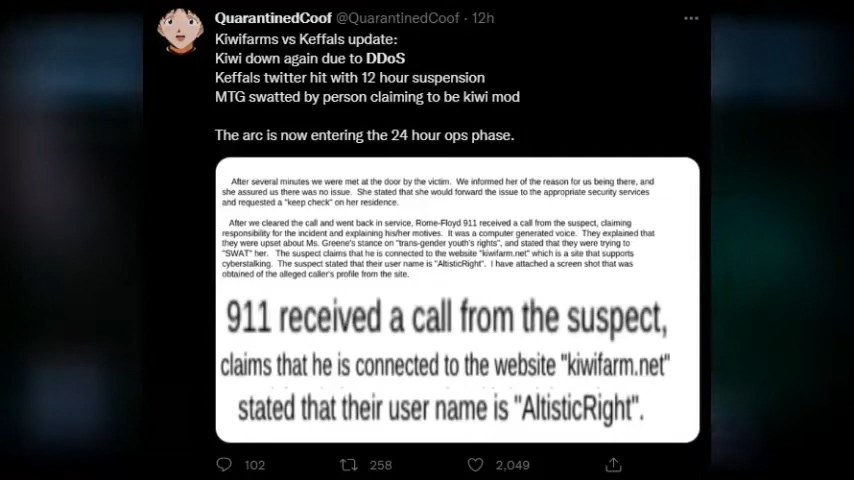 QuarantinedCoof @QuarantinedCoof · 12h
Kiwifarms vs Keffals update:
Kiwi down again due to DDoS
Keffals twitter hit with 12 hour suspension
MTG swatted by person claiming to be kiwi mod
The arc is now entering the 24 hour ops phase.
After several minutes we were met at the door by the victim. We informed her of the reason for us being there, and
she assured us there was no issue. She stated that she would forward the issue to the appropriate security services
and requested a "keep check" on her residence.
After we cleared the call and went back in service, Rome-Floyd 911 received a call from the suspect, claiming
responsibility for the incident and explaining his/her motives. It was a computer generated voice. They explained that
they were upset about Ms. Greene's stance on "trans-gender youth's rights", and stated that they were trying to
"SWAT" her. The suspect claims that he is connected to the website "kiwifarm.net" which is a site that supports
cyberstalking. The suspect stated that their user name is "AltisticRight". I have attached a screen shot that was
obtained of the alleged caller's profile from the site.
911 received a call from the suspect,
claims that he is connected to the website "kiwifarm.net"
stated that their user name is "AltisticRight".
102 258 2,049